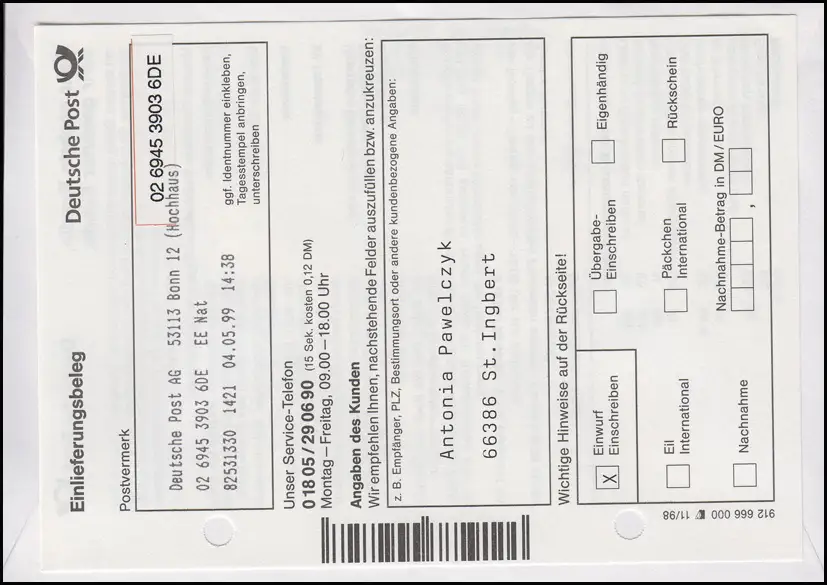 Einlieferungsbeleg
Deutsche Post
Postvermerk
02 6945 3903 6DE
Deutsche Post AG 53113 Bonn 12 (Hochhaus)
02 6945 3903 6DE EE Nat
82531330 1421 04.05.99 14:38
ggf. Identnummer einkleben,
Tagesstempel anbringen,
unterschreiben
Unser Service-Telefon
0 18 05 / 29 06 90 (15 Sek. kosten 0,12 DM)
Montag – Freitag, 09.00 – 18.00 Uhr
Angaben des Kunden
Wir empfehlen Ihnen, nachstehende Felder auszufüllen bzw. anzukreuzen:
z. B. Empfänger, PLZ, Bestimmungsort oder andere kundenbezogene Angaben:
Antonia Pawelczyk
66386 St.Ingbert
Wichtige Hinweise auf der Rückseite!
X Einwurf
Einschreiben
Übergabe-
Einschreiben
Eigenhändig
Eil
International
Päckchen
International
Rückschein
Nachnahme
Nachnahme-Betrag in DM / EURO
,
912 666 000 11/98